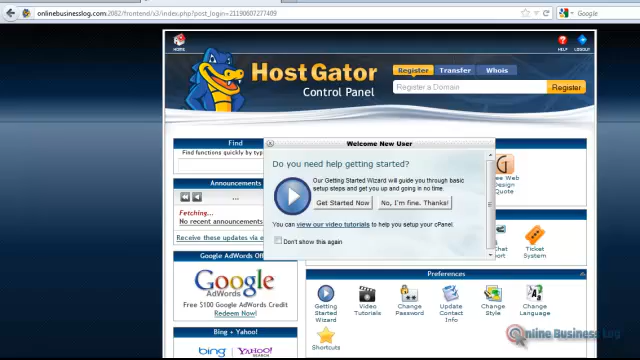 onlinebusinesslog.com:2082/frontend/x3/index.php?post_login=21190607277409
Google
HOME
HELP
LOGOUT
HostGator
Control Panel
Register
Transfer
Whois
Register a Domain
Register
Find
Find functions quickly by typ
Announcements
Fetching...
No recent announcements
Receive these updates via e
Google AdWords Of
Google
AdWords
Free $100 Google AdWords Credit
Redeem Now!
Bing + Yahoo!
bing
YAHOO!
Welcome New User
Do you need help getting started?
Our Getting Started Wizard will guide you through basic
setup steps and get you up and going in no time.
Get Started Now
No, I'm fine. Thanks!
You can view our video tutorials to help you setup your cPanel.
Don't show this again
Web
Design
Quote
Ticket
System
Preferences
Getting
Started
Wizard
Video
Tutorials
Change
Password
Update
Contact
Info
Change
Style
Change
Language
Shortcuts
Online Business Log